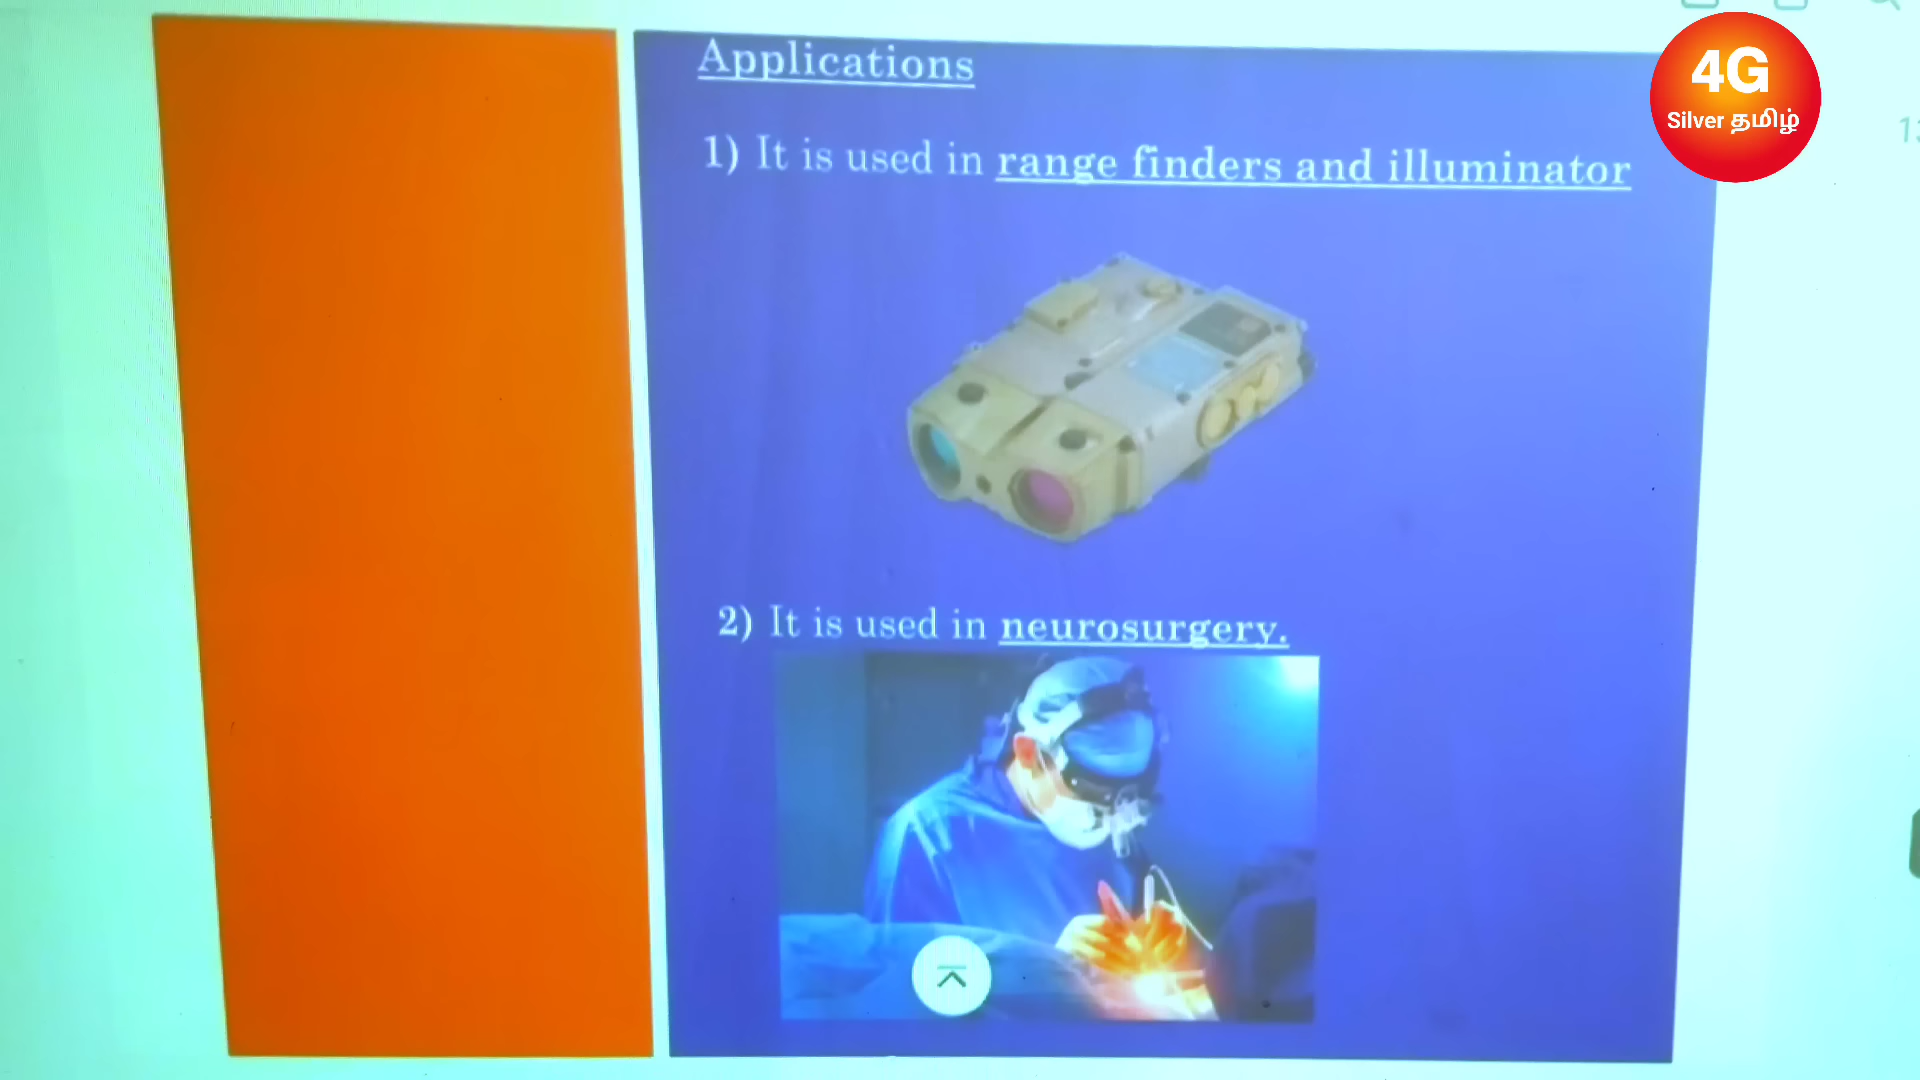 Applications
1) It is used in range finders and illuminator
2) It is used in neurosurgery.
4G
Silver தமிழ்